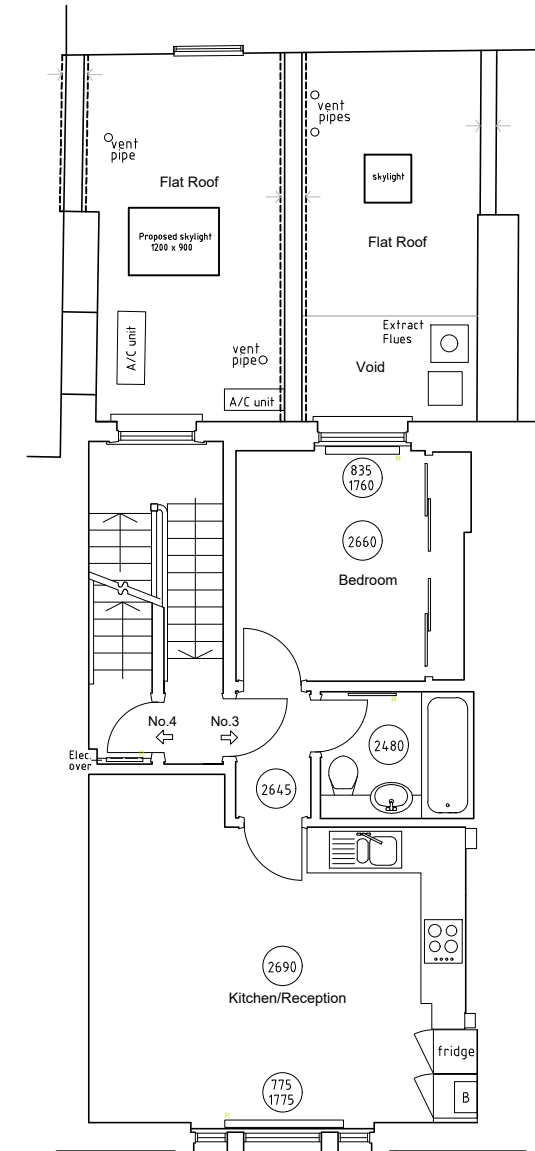 vent
pipes
vent
pipe
skylight
Flat Roof
Proposed skylight
1200 x 900
Flat Roof
A/C unit
Extract
Flues
vent
pipe
Void
A/C unit
R
835
1760
2660
Bedroom
No.4
No.3
R
2480
Elec.
over
R
2645
2690
Kitchen/Reception
fridge
775
1775
B
R